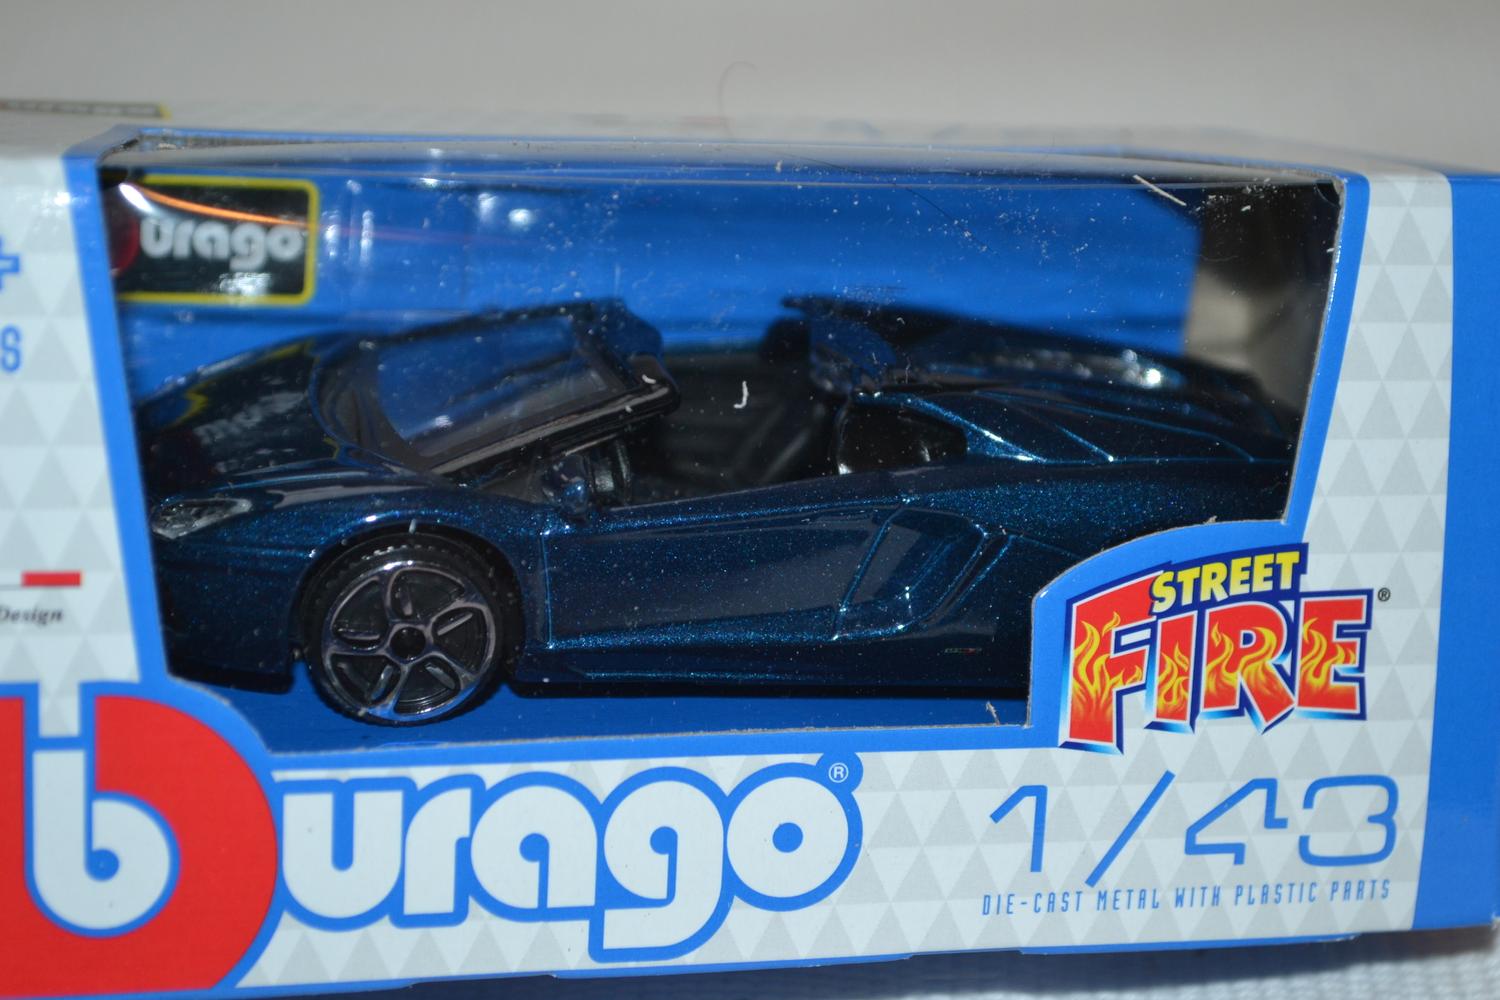 urago
+
s
Design
STREET
FIRE®
burago®
1/43
DIE-CAST METAL WITH PLASTIC PARTS